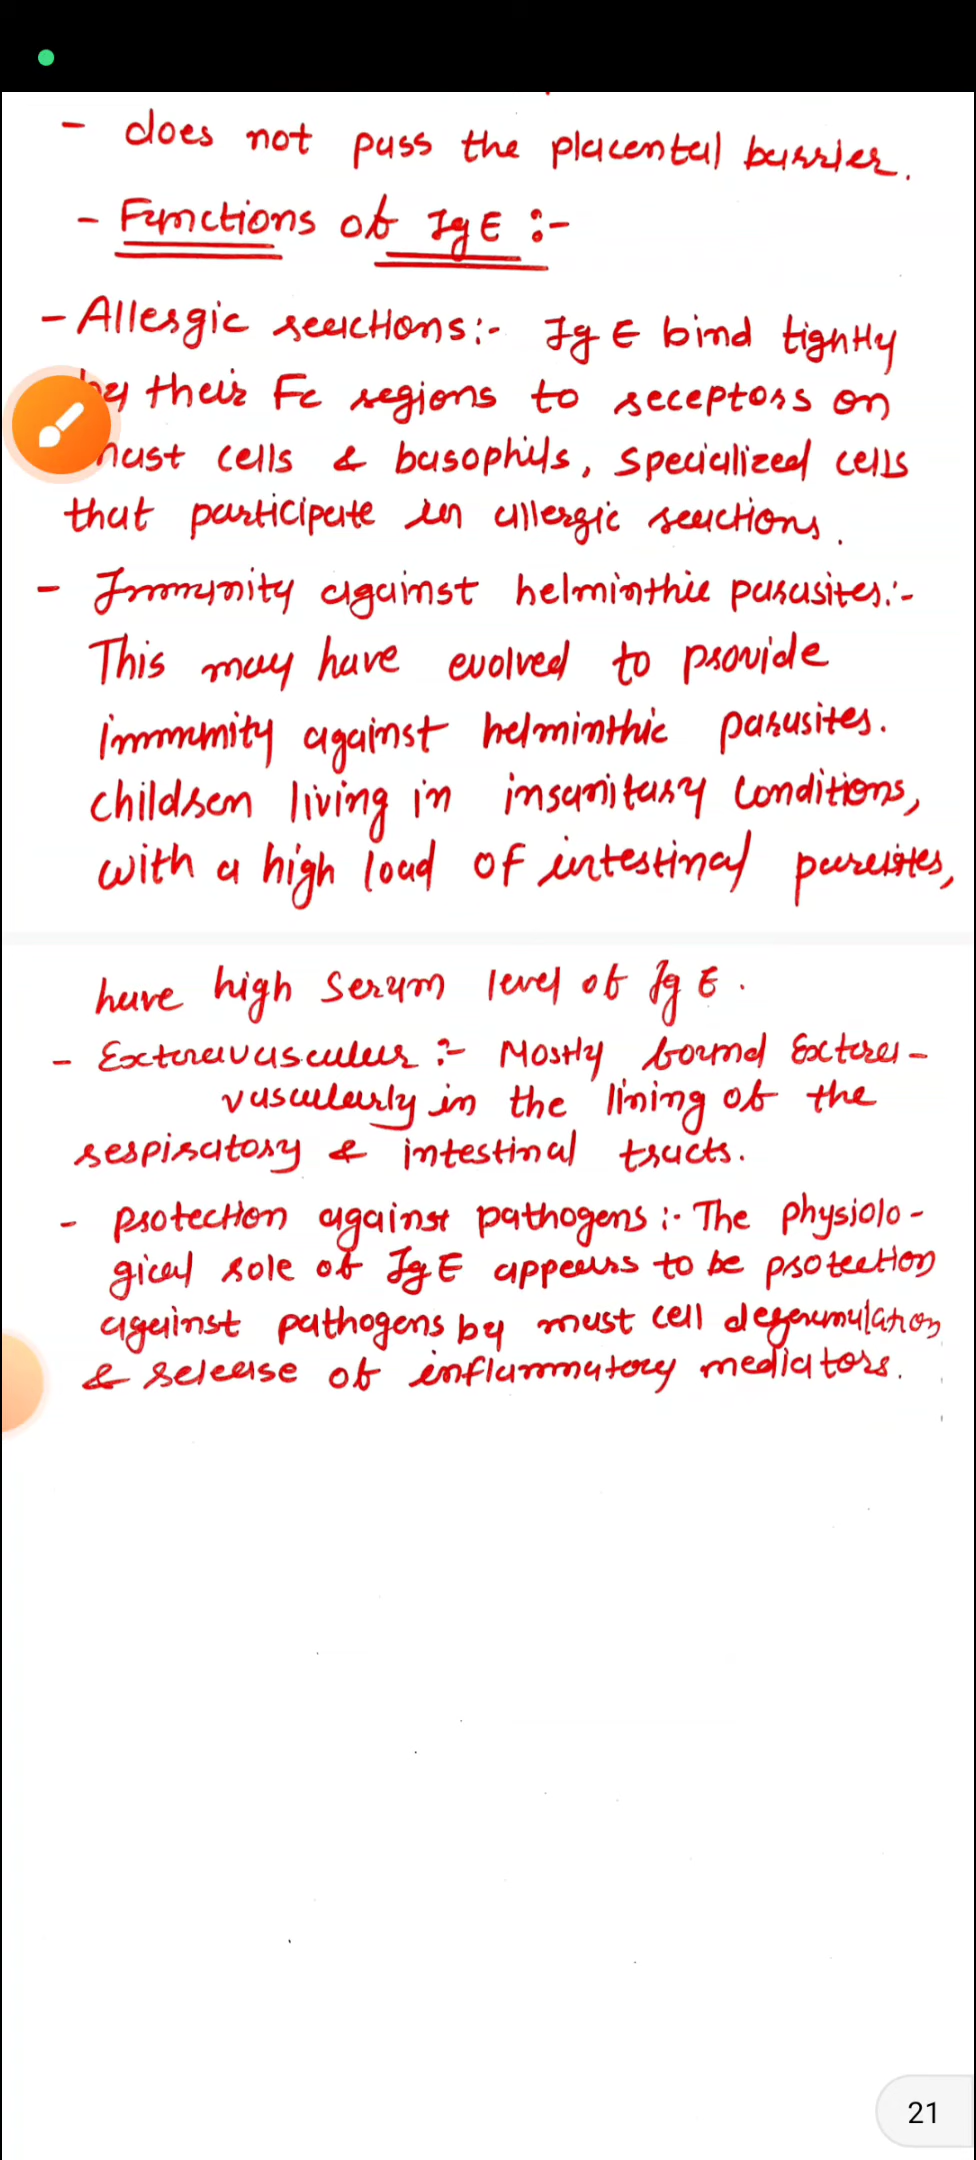 - does not pass the placental barrier.
- Functions of IgE :-
- Allergic reactions:- IgE bind tightly
their Fc regions to receptors on
cells & basophils, specialized cells
that participate in allergic reactions.
- Immunity against helminthic parasites:-
This may have evolved to provide
immunity against helminthic parasites.
children living in insanitary conditions,
with a high load of intestinal parasites,
have high serum level of IgE.
- Extravascular :- Mostly found Extra-
vascularly in the lining of the
respiratory & intestinal tracts.
- protection against pathogens:- The physiolo-
gical role of IgE appears to be protection
against pathogens by mast cell degranulation
& release of inflammatory mediators.
21